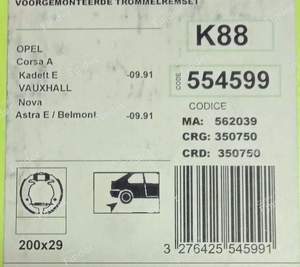 VOORGEMONTEERDE TROMMELREMSET
K88
OPEL
Corsa A
Kadett E -09.91
VAUXHALL
Nova
Astra E / Belmont -09.91
CODE 554599
CODICE
MA: 562039
CRG: 350750
CRD: 350750
200x29
3 276425 545991